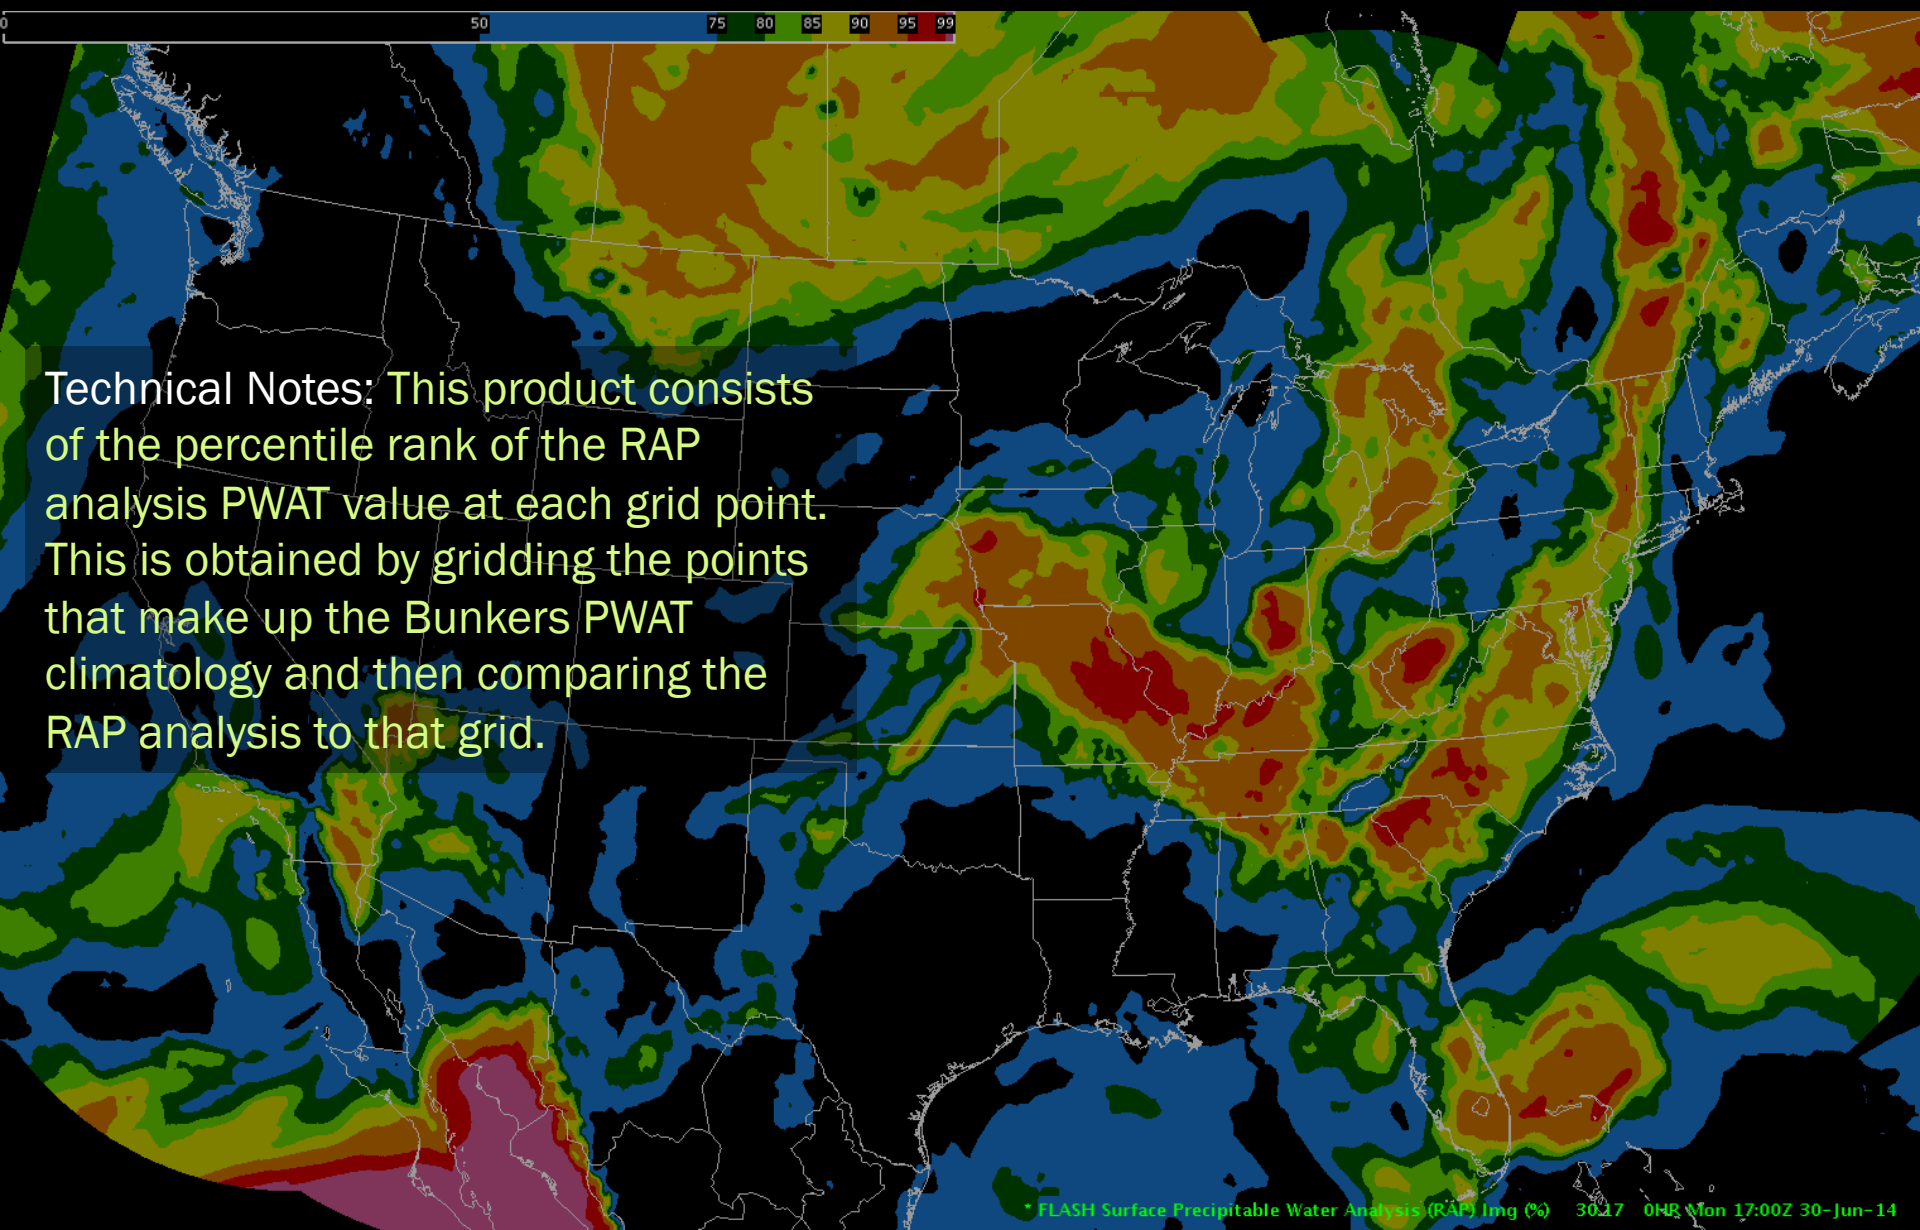 0 50 75 80 85 90 95 99
Technical Notes: This product consists
of the percentile rank of the RAP
analysis PWAT value at each grid point.
This is obtained by gridding the points
that make up the Bunkers PWAT
climatology and then comparing the
RAP analysis to that grid.
* FLASH Surface Precipitable Water Analysis (RAP) Img (%) 30.17 0HR Mon 17:00Z 30-Jun-14